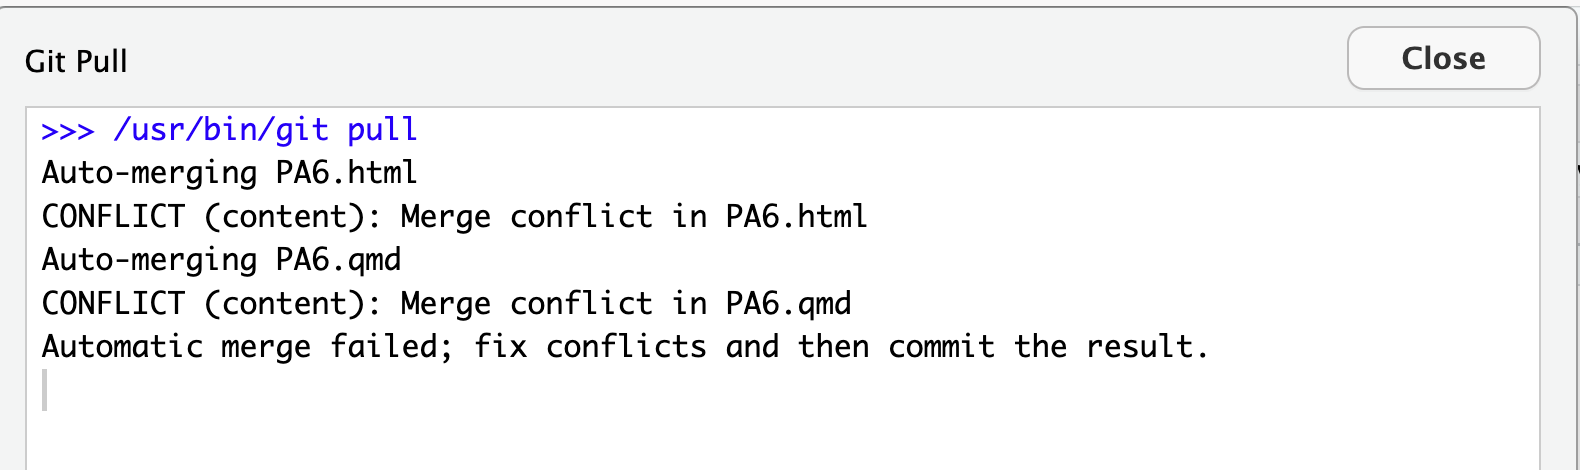 Git Pull
Close
>>> /usr/bin/git pull
Auto-merging PA6.html
CONFLICT (content): Merge conflict in PA6.html
Auto-merging PA6.qmd
CONFLICT (content): Merge conflict in PA6.qmd
Automatic merge failed; fix conflicts and then commit the result.